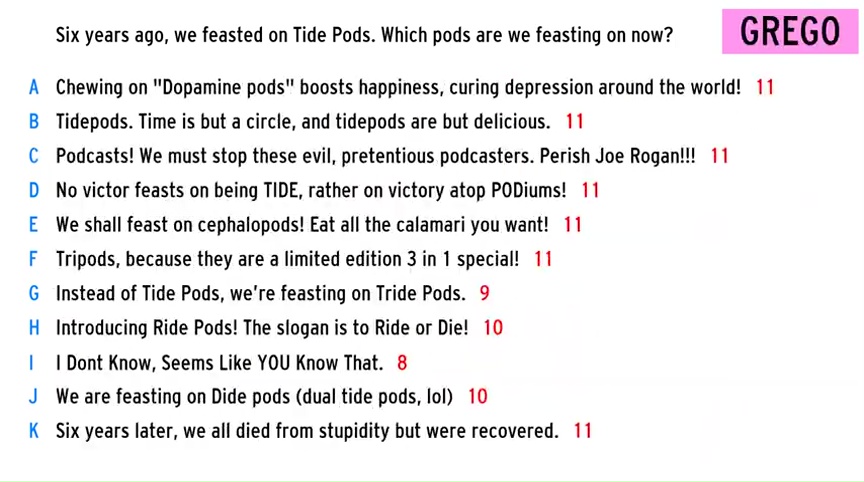 Six years ago, we feasted on Tide Pods. Which pods are we feasting on now?
GREGO
A Chewing on "Dopamine pods" boosts happiness, curing depression around the world! 11
B Tidepods. Time is but a circle, and tidepods are but delicious. 11
C Podcasts! We must stop these evil, pretentious podcasters. Perish Joe Rogan!!! 11
D No victor feasts on being TIDE, rather on victory atop PODiums! 11
E We shall feast on cephalopods! Eat all the calamari you want! 11
F Tripods, because they are a limited edition 3 in 1 special! 11
G Instead of Tide Pods, we're feasting on Tride Pods. 9
H Introducing Ride Pods! The slogan is to Ride or Die! 10
I I Dont Know, Seems Like YOU Know That. 8
J We are feasting on Dide pods (dual tide pods, lol) 10
K Six years later, we all died from stupidity but were recovered. 11